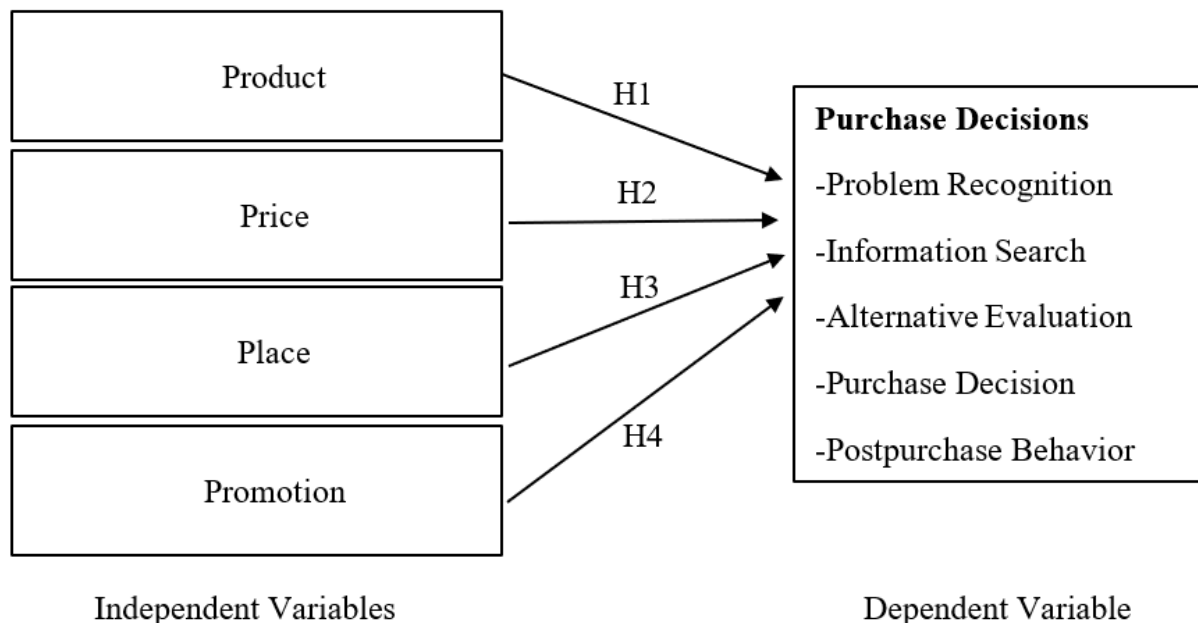 Product
H1
Purchase Decisions
-Problem Recognition
Price
H2
-Information Search
H3
Place
-Alternative Evaluation
-Purchase Decision
H4
-Postpurchase Behavior
Promotion
Independent Variables
Dependent Variable